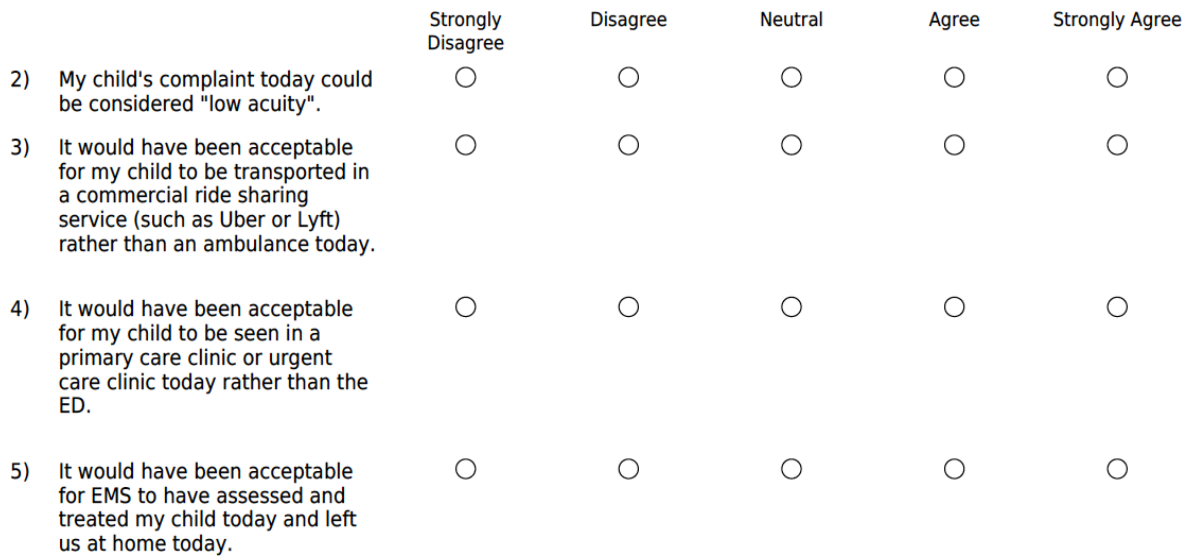 Strongly Disagree Disagree Neutral Agree Strongly Agree
2) My child's complaint today could
be considered "low acuity".
3) It would have been acceptable
for my child to be transported in
a commercial ride sharing
service (such as Uber or Lyft)
rather than an ambulance today.
4) It would have been acceptable
for my child to be seen in a
primary care clinic or urgent
care clinic today rather than the
ED.
5) It would have been acceptable
for EMS to have assessed and
treated my child today and left
us at home today.